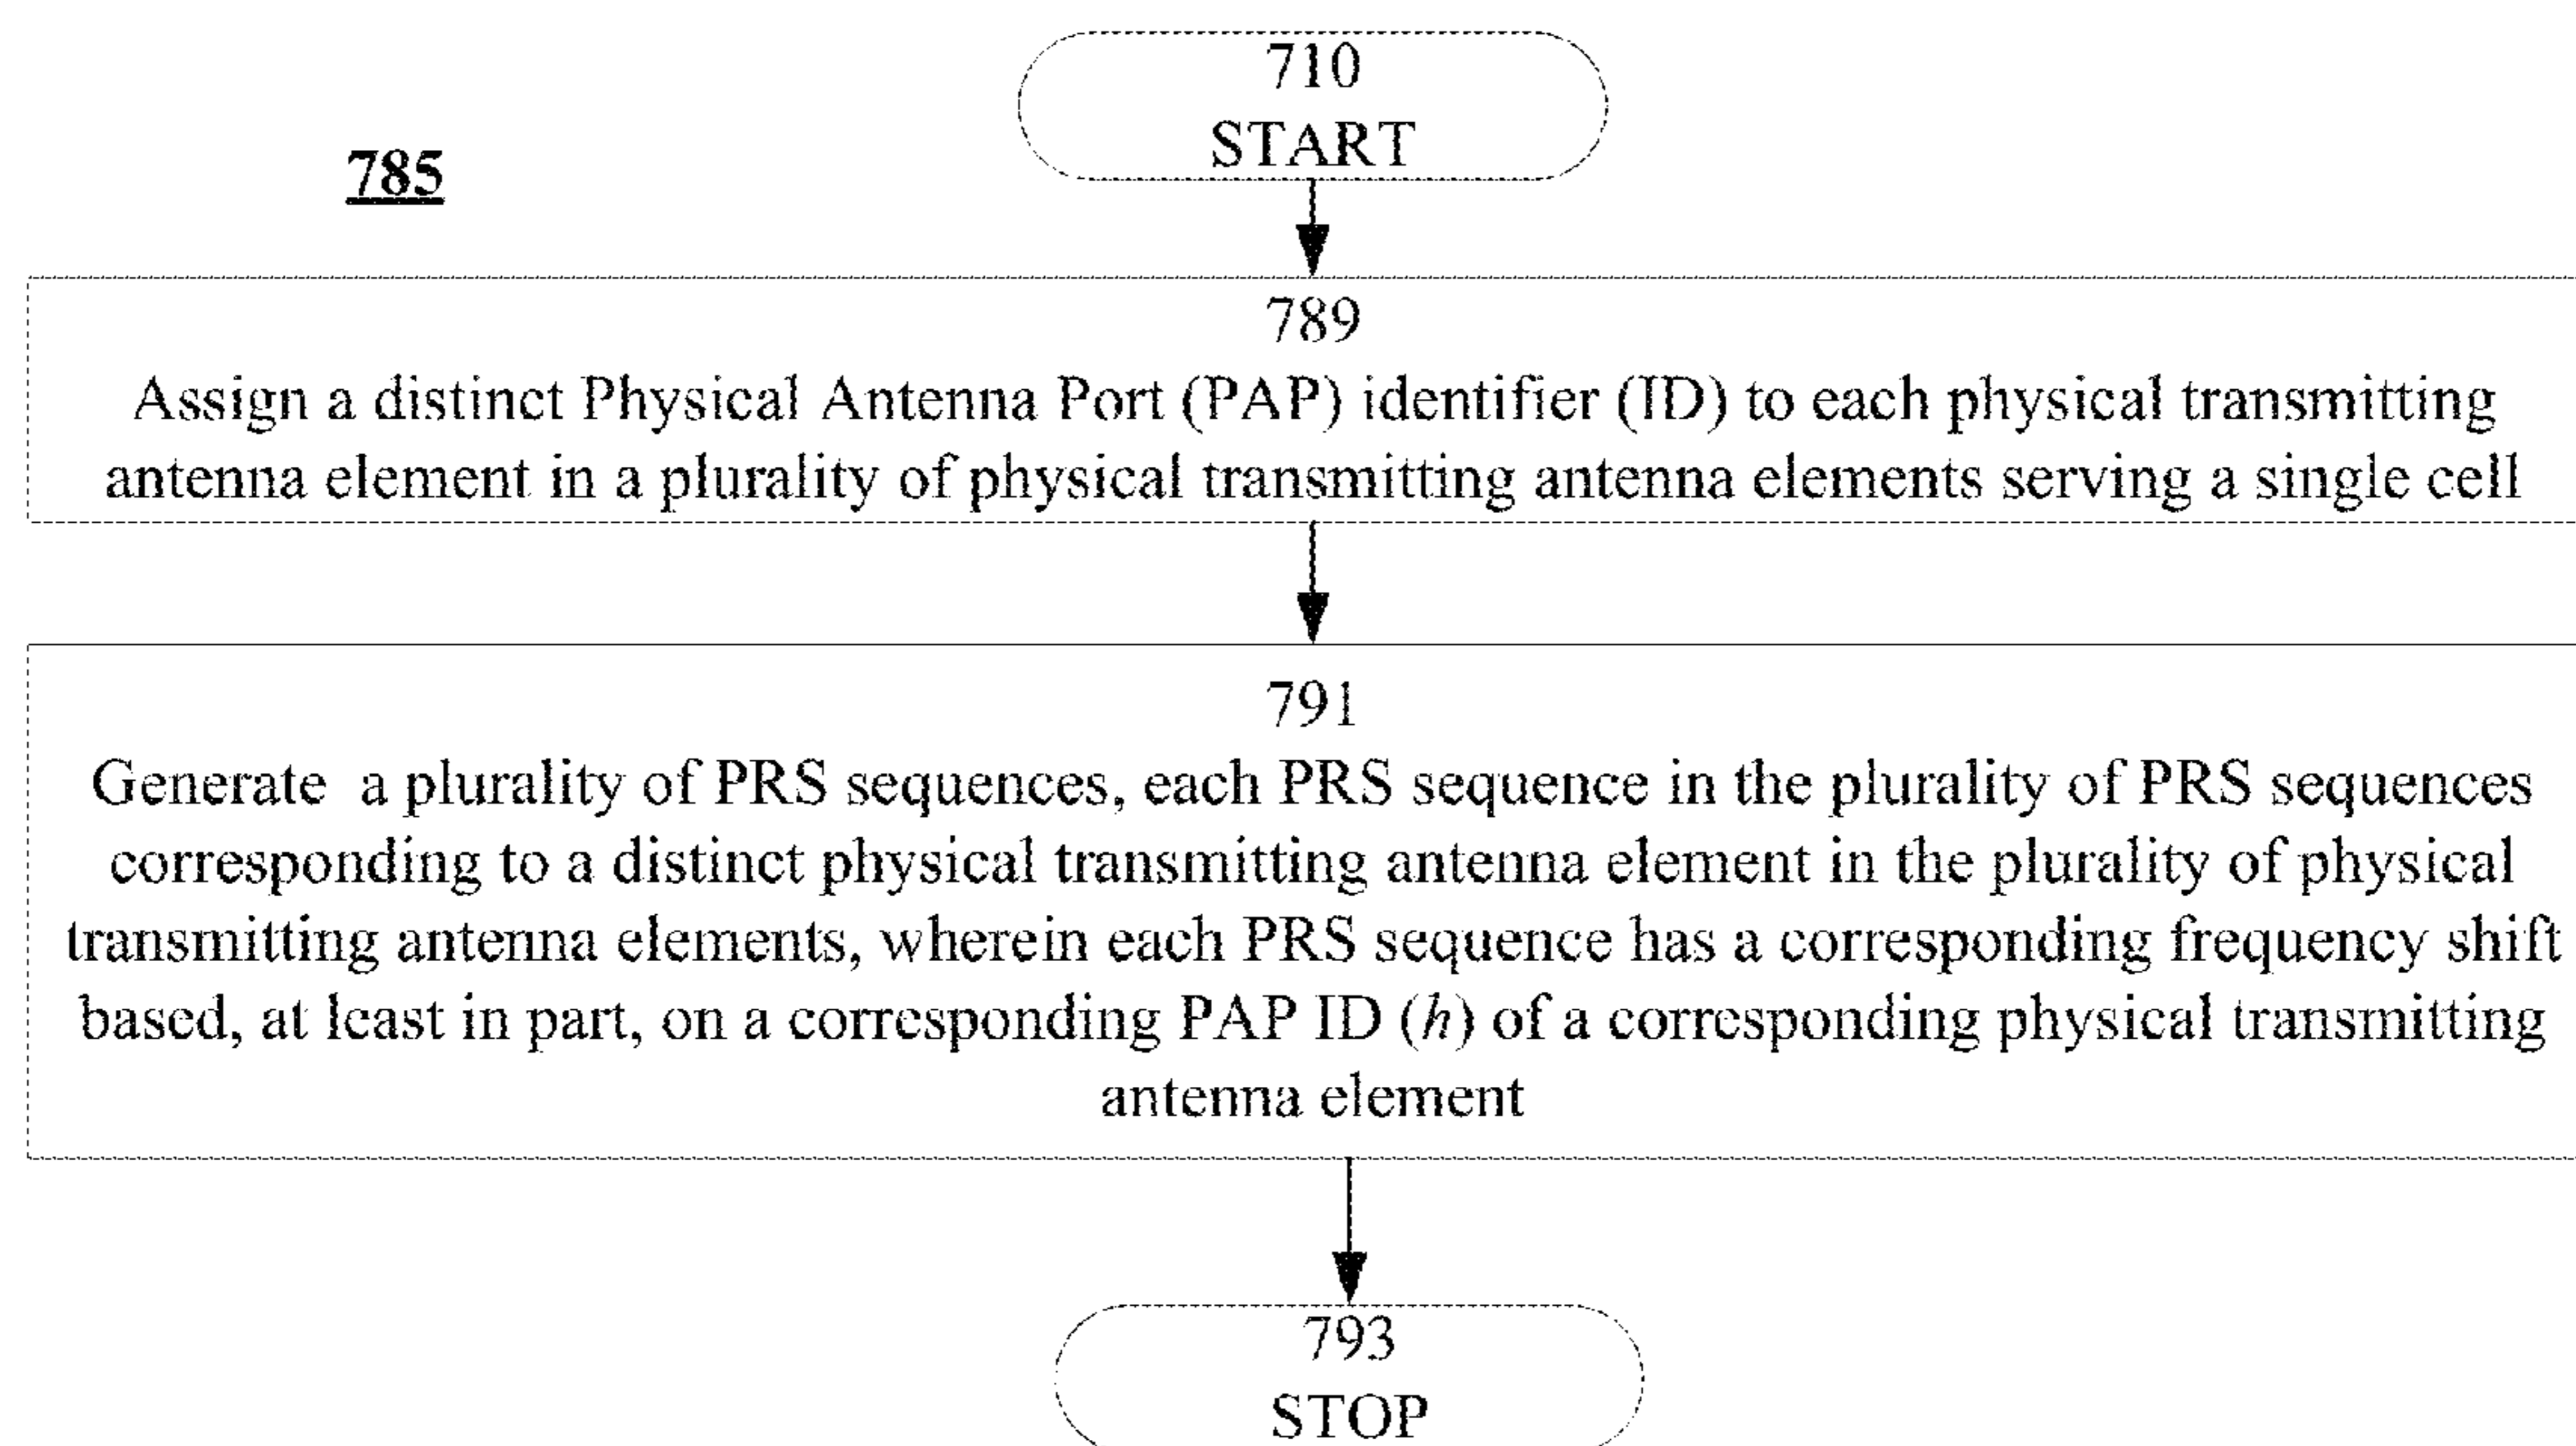 710
START
785
789
Assign a distinct Physical Antenna Port (PAP) identifier (ID) to each physical transmitting
antenna element in a plurality of physical transmitting antenna elements serving a single cell
791
Generate a plurality of PRS sequences, each PRS sequence in the plurality of PRS sequences
corresponding to a distinct physical transmitting antenna element in the plurality of physical
transmitting antenna elements, wherein each PRS sequence has a corresponding frequency shift
based, at least in part, on a corresponding PAP ID (h) of a corresponding physical transmitting
antenna element
793
STOP